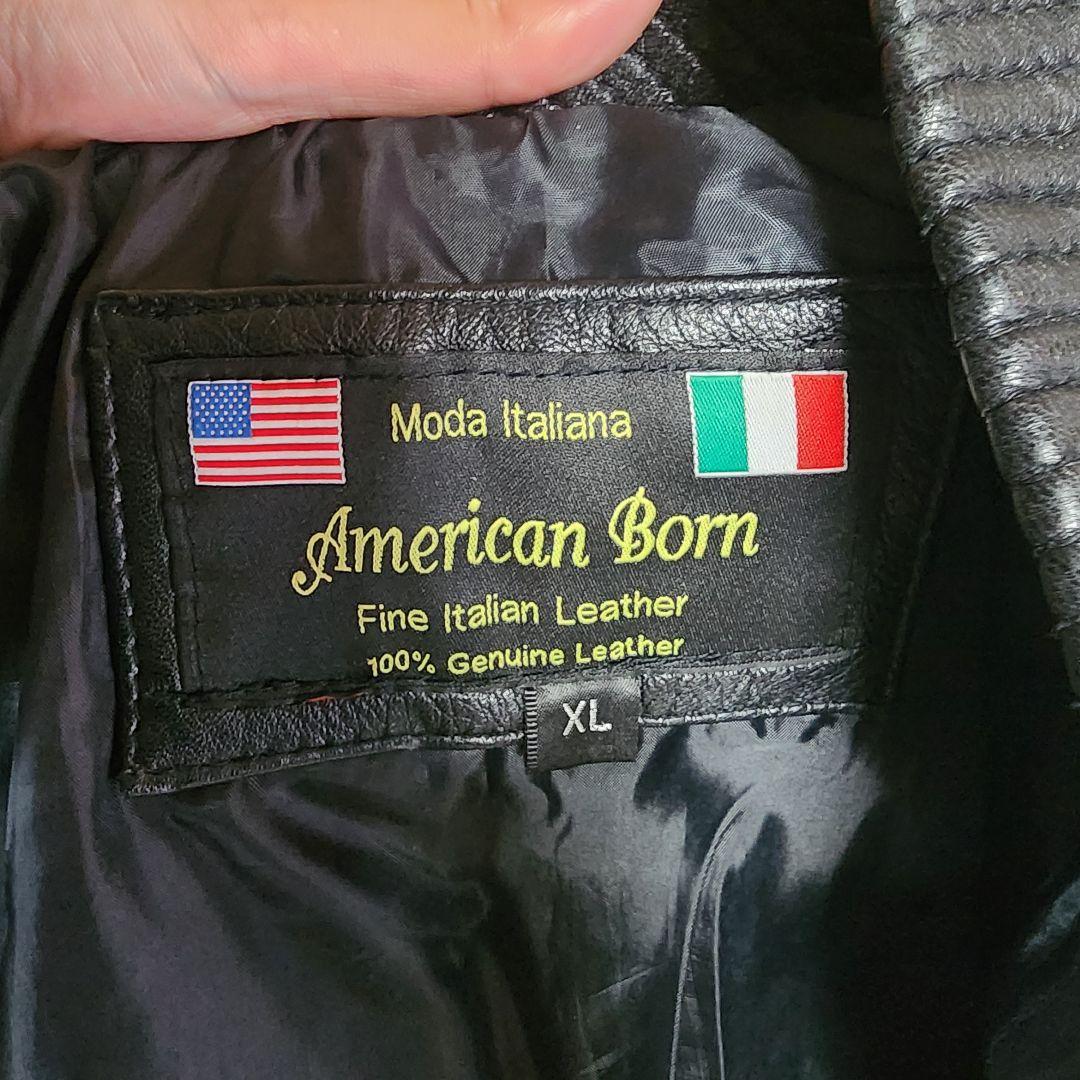 Moda Italiana
American Born
Fine Italian Leather
100% Genuine Leather
XL